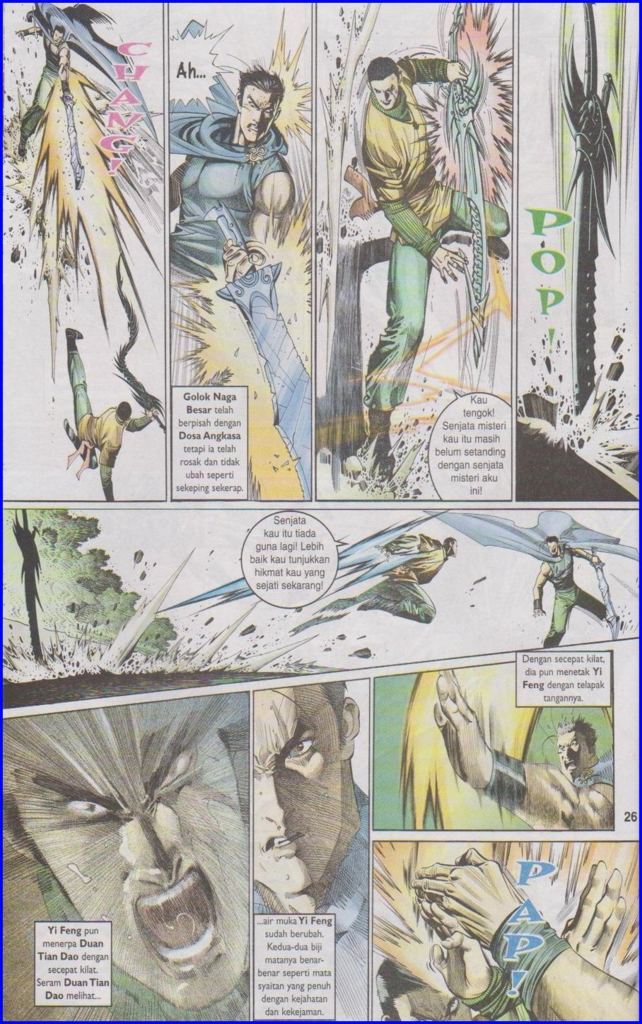 CHANG!
Ah...
Golok Naga
Besar telah
berpisah dengan
Dosa Angkasa
tetapi ia telah
rosak dan tidak
ubah seperti
sekeping sekerap.
Kau
tengok!
Senjata misteri
kau itu masih
belum setanding
dengan senjata
misteri aku
ini!
POP!
Senjata
kau itu tiada
guna lagi! Lebih
baik kau tunjukkan
hikmat kau yang
sejati sekarang!
Dengan secepat kilat,
dia pun menetak Yi
Feng dengan telapak
tangannya.
Yi Feng pun
menerpa Duan
Tian Dao dengan
secepat kilat.
Seram Duan Tian
Dao melihat...
...air muka Yi Feng
sudah berubah.
Kedua-dua biji
matanya benar-
benar seperti mata
syaitan yang penuh
dengan kejahatan
dan kekejaman.
26
PAP!